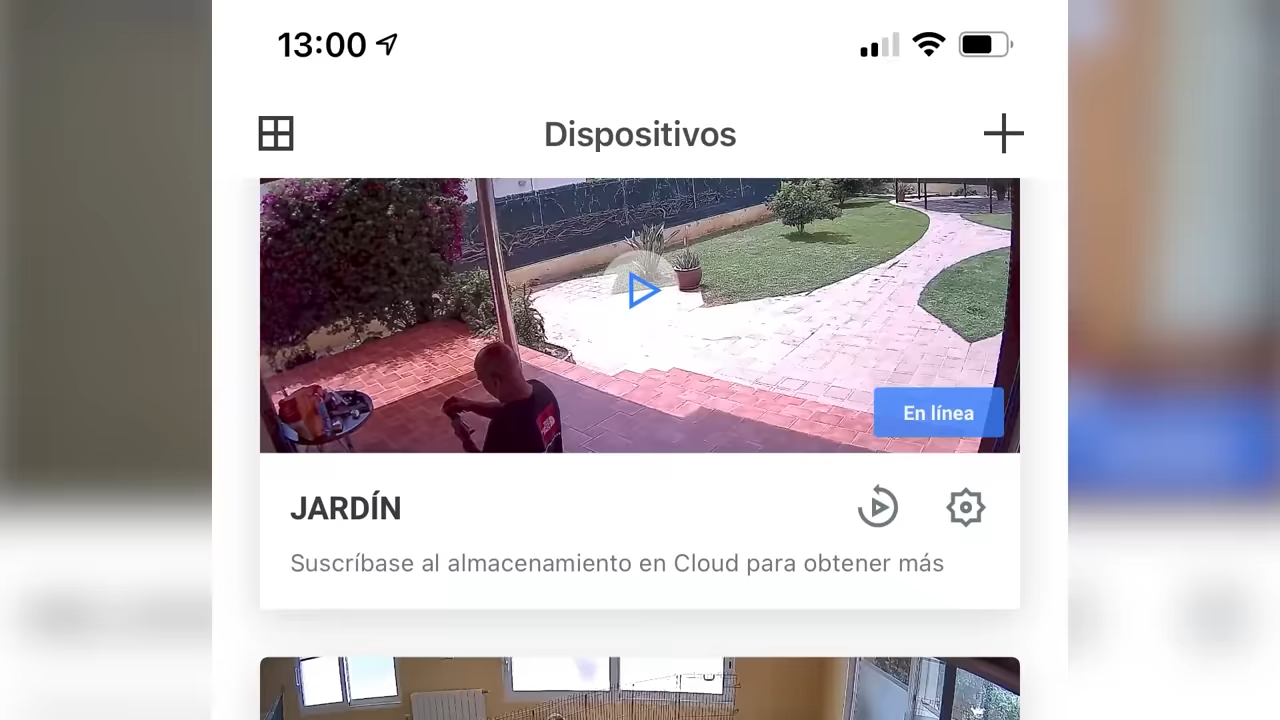 13:00
Dispositivos
En línea
JARDÍN
Suscríbase al almacenamiento en Cloud para obtener más